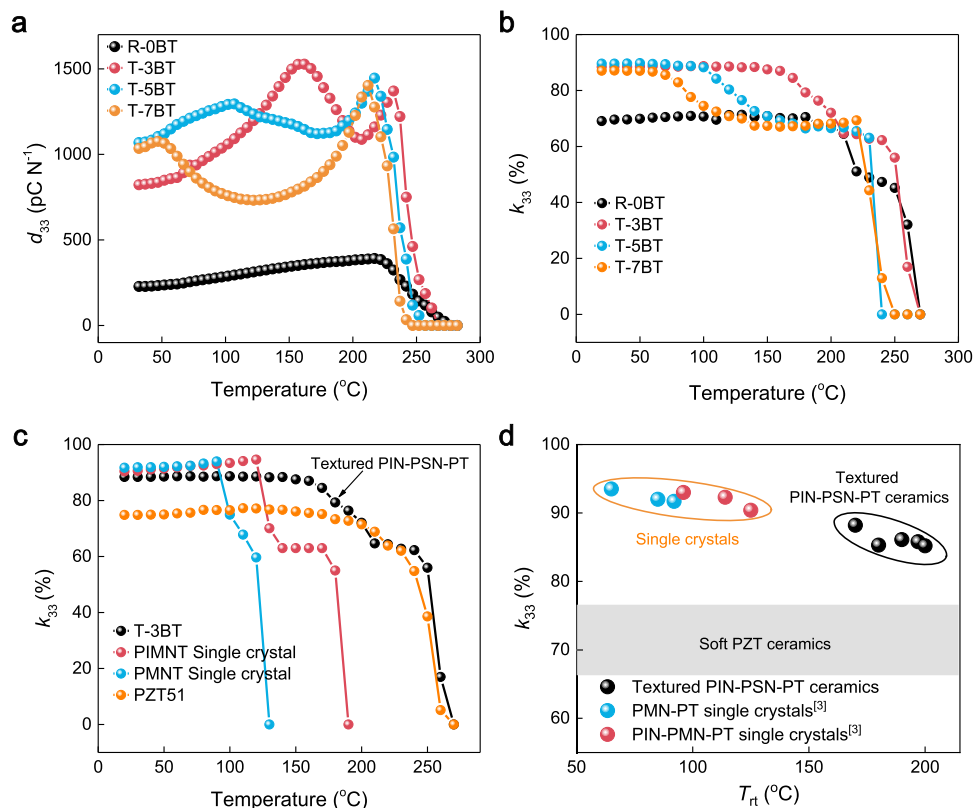 a
R-0BT
T-3BT
T-5BT
T-7BT
1500
1000
500
0
d33 (pC N-1)
0 50 100 150 200 250 300
Temperature (oC)
b
100
80
60
40
20
0
k33 (%)
R-0BT
T-3BT
T-5BT
T-7BT
0 50 100 150 200 250 300
Temperature (oC)
c
100
80
60
40
20
0
k33 (%)
Textured PIN-PSN-PT
T-3BT
PIMNT Single crystal
PMNT Single crystal
PZT51
0 50 100 150 200 250
Temperature (oC)
d
100
90
80
70
60
k33 (%)
Textured
PIN-PSN-PT ceramics
Single crystals
Soft PZT ceramics
Textured PIN-PSN-PT ceramics
PMN-PT single crystals[3]
PIN-PMN-PT single crystals[3]
50 100 150 200
Trt (oC)